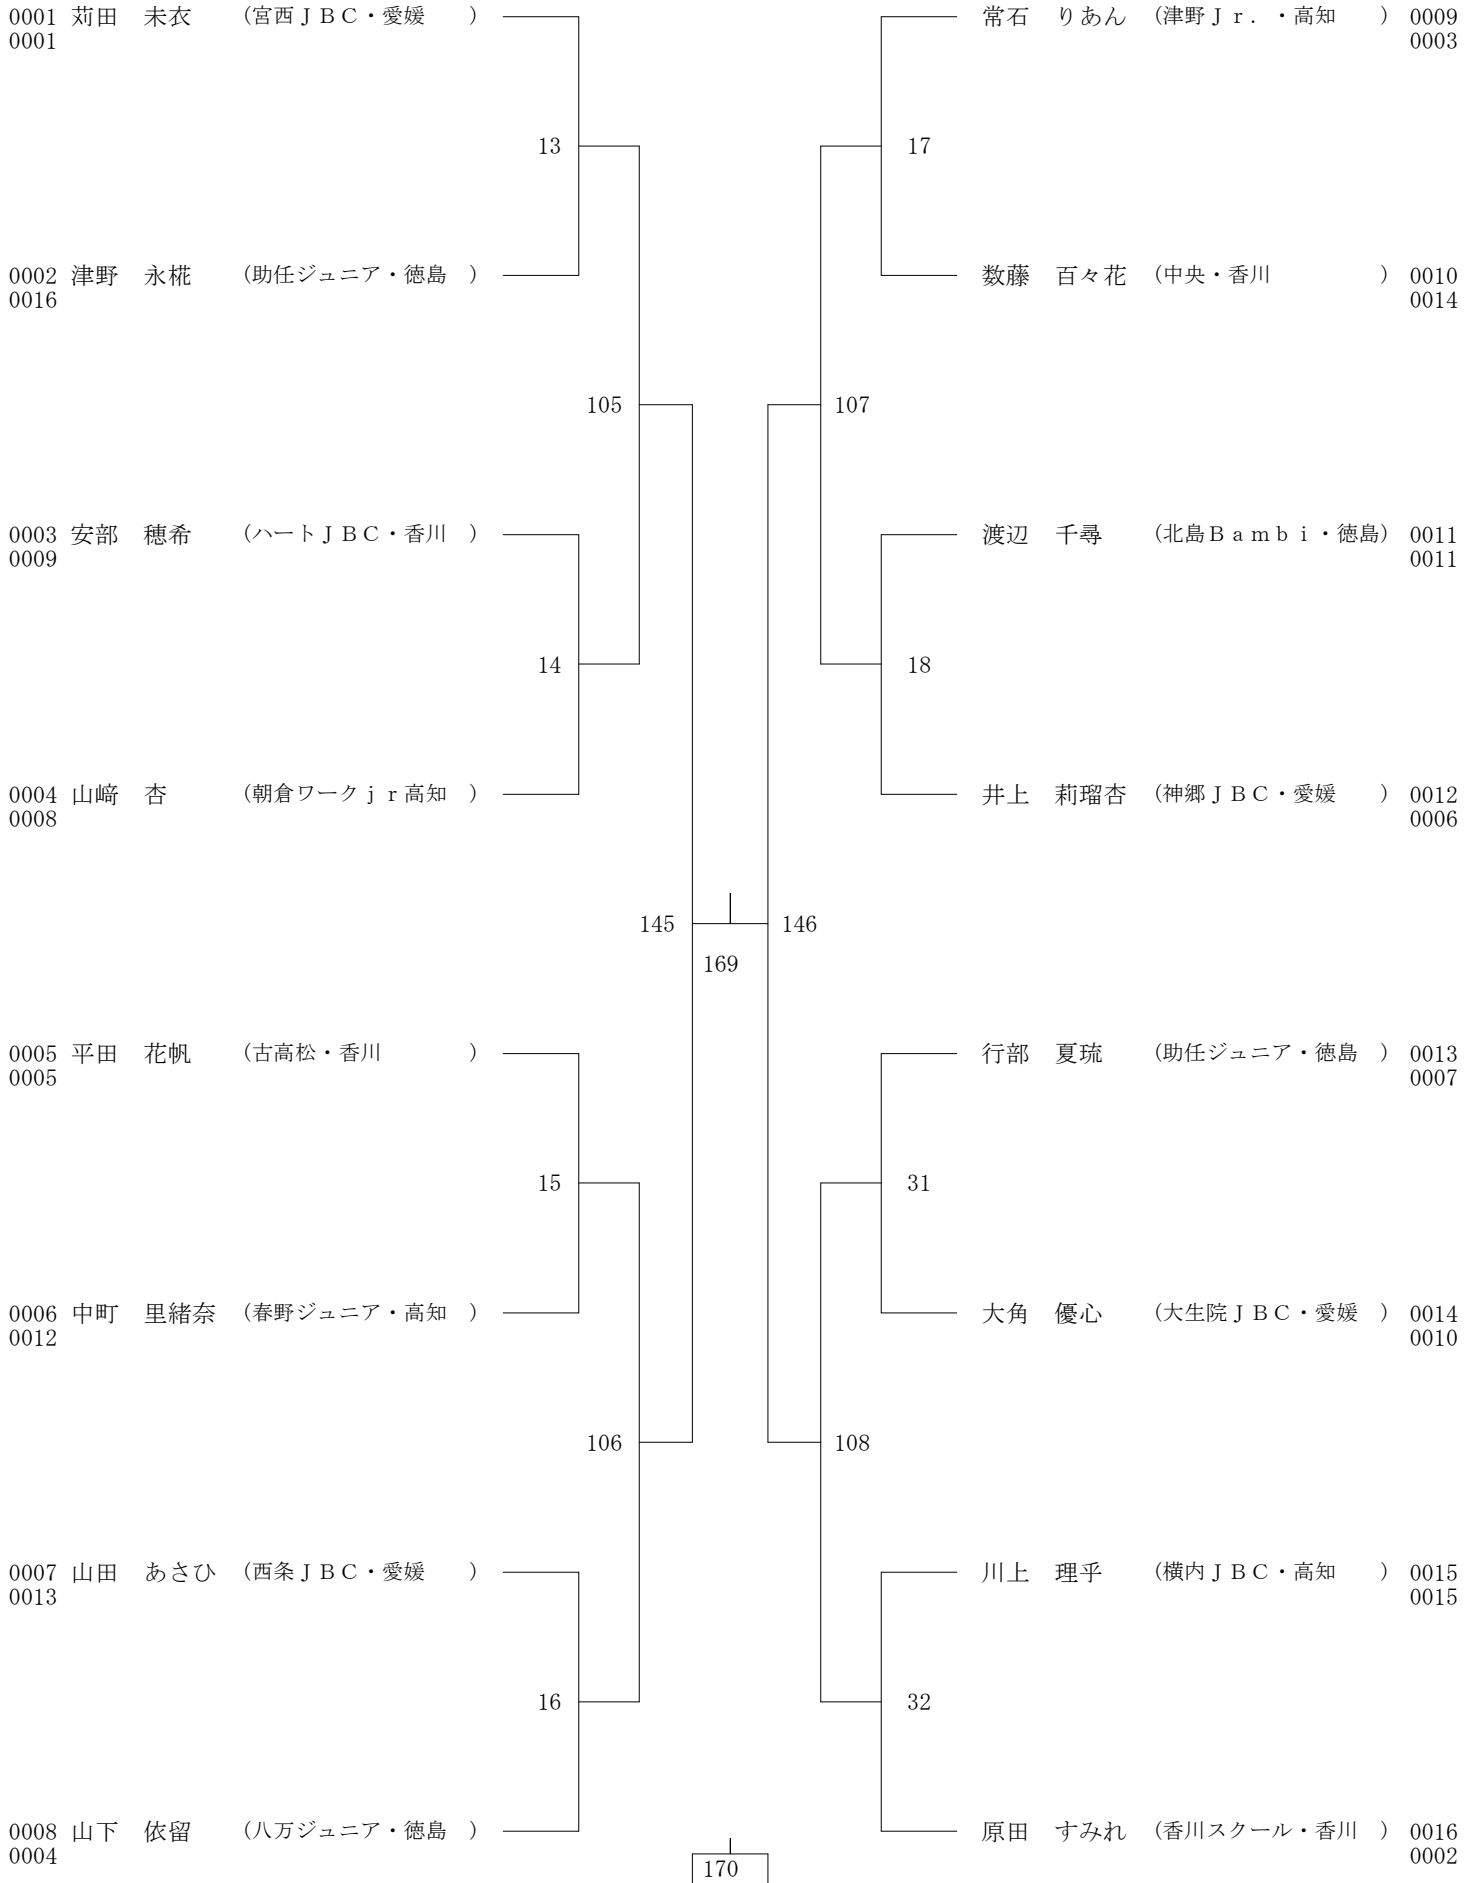 0001 苅田　未衣　（宮西ＪＢＣ・愛媛　）
0001
13
0002 津野　永椛　（助任ジュニア・徳島　）
0016
105
0003 安部　穂希　（ハートＪＢＣ・香川　）
0009
14
0004 山﨑　杏　（朝倉ワークｊｒ高知　）
0008
145
0005 平田　花帆　（古高松・香川　）
0005
15
0006 中町　里緒奈　（春野ジュニア・高知　）
0012
106
0007 山田　あさひ　（西条ＪＢＣ・愛媛　）
0013
16
0008 山下　依留　（八万ジュニア・徳島　）
0004
169
170
常石　りあん　（津野Ｊｒ．・高知　） 0009
0003
17
数藤　百々花　（中央・香川　） 0010
0014
107
渡辺　千尋　（北島Ｂａｍｂｉ・徳島） 0011
0011
18
井上　莉瑠杏　（神郷ＪＢＣ・愛媛　） 0012
0006
146
行部　夏琉　（助任ジュニア・徳島　） 0013
0007
31
大角　優心　（大生院ＪＢＣ・愛媛　） 0014
0010
108
川上　理乎　（横内ＪＢＣ・高知　） 0015
0015
32
原田　すみれ　（香川スクール・香川　） 0016
0002